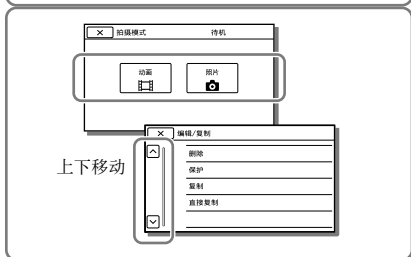 × 拍摄模式 待机
动画 照片
× 编辑/复制
上下移动
删除
保护
复制
直接复制